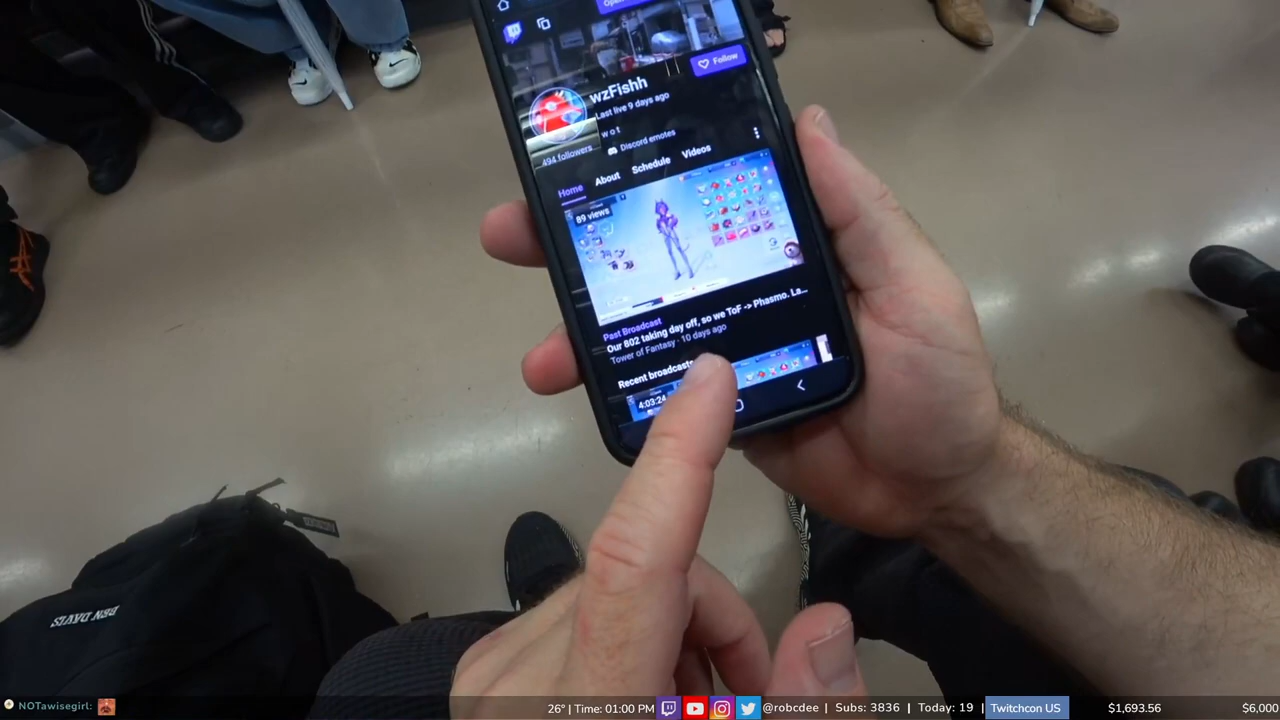 Follow
wzFishh
Last live 9 days ago
w o t
Discord emotes
494 followers
Home About Schedule Videos
89 views
Past Broadcast
Our 802 taking day off, so we ToF -> Phasmo. La...
Tower of Fantasy · 10 days ago
Recent broadcasts
4:03:24
BEN DAVIS
NOTawisegirl:
26° | Time: 01:00 PM
@robcdee | Subs: 3836 | Today: 19 | Twitchcon US
$1,693.56
$6,000